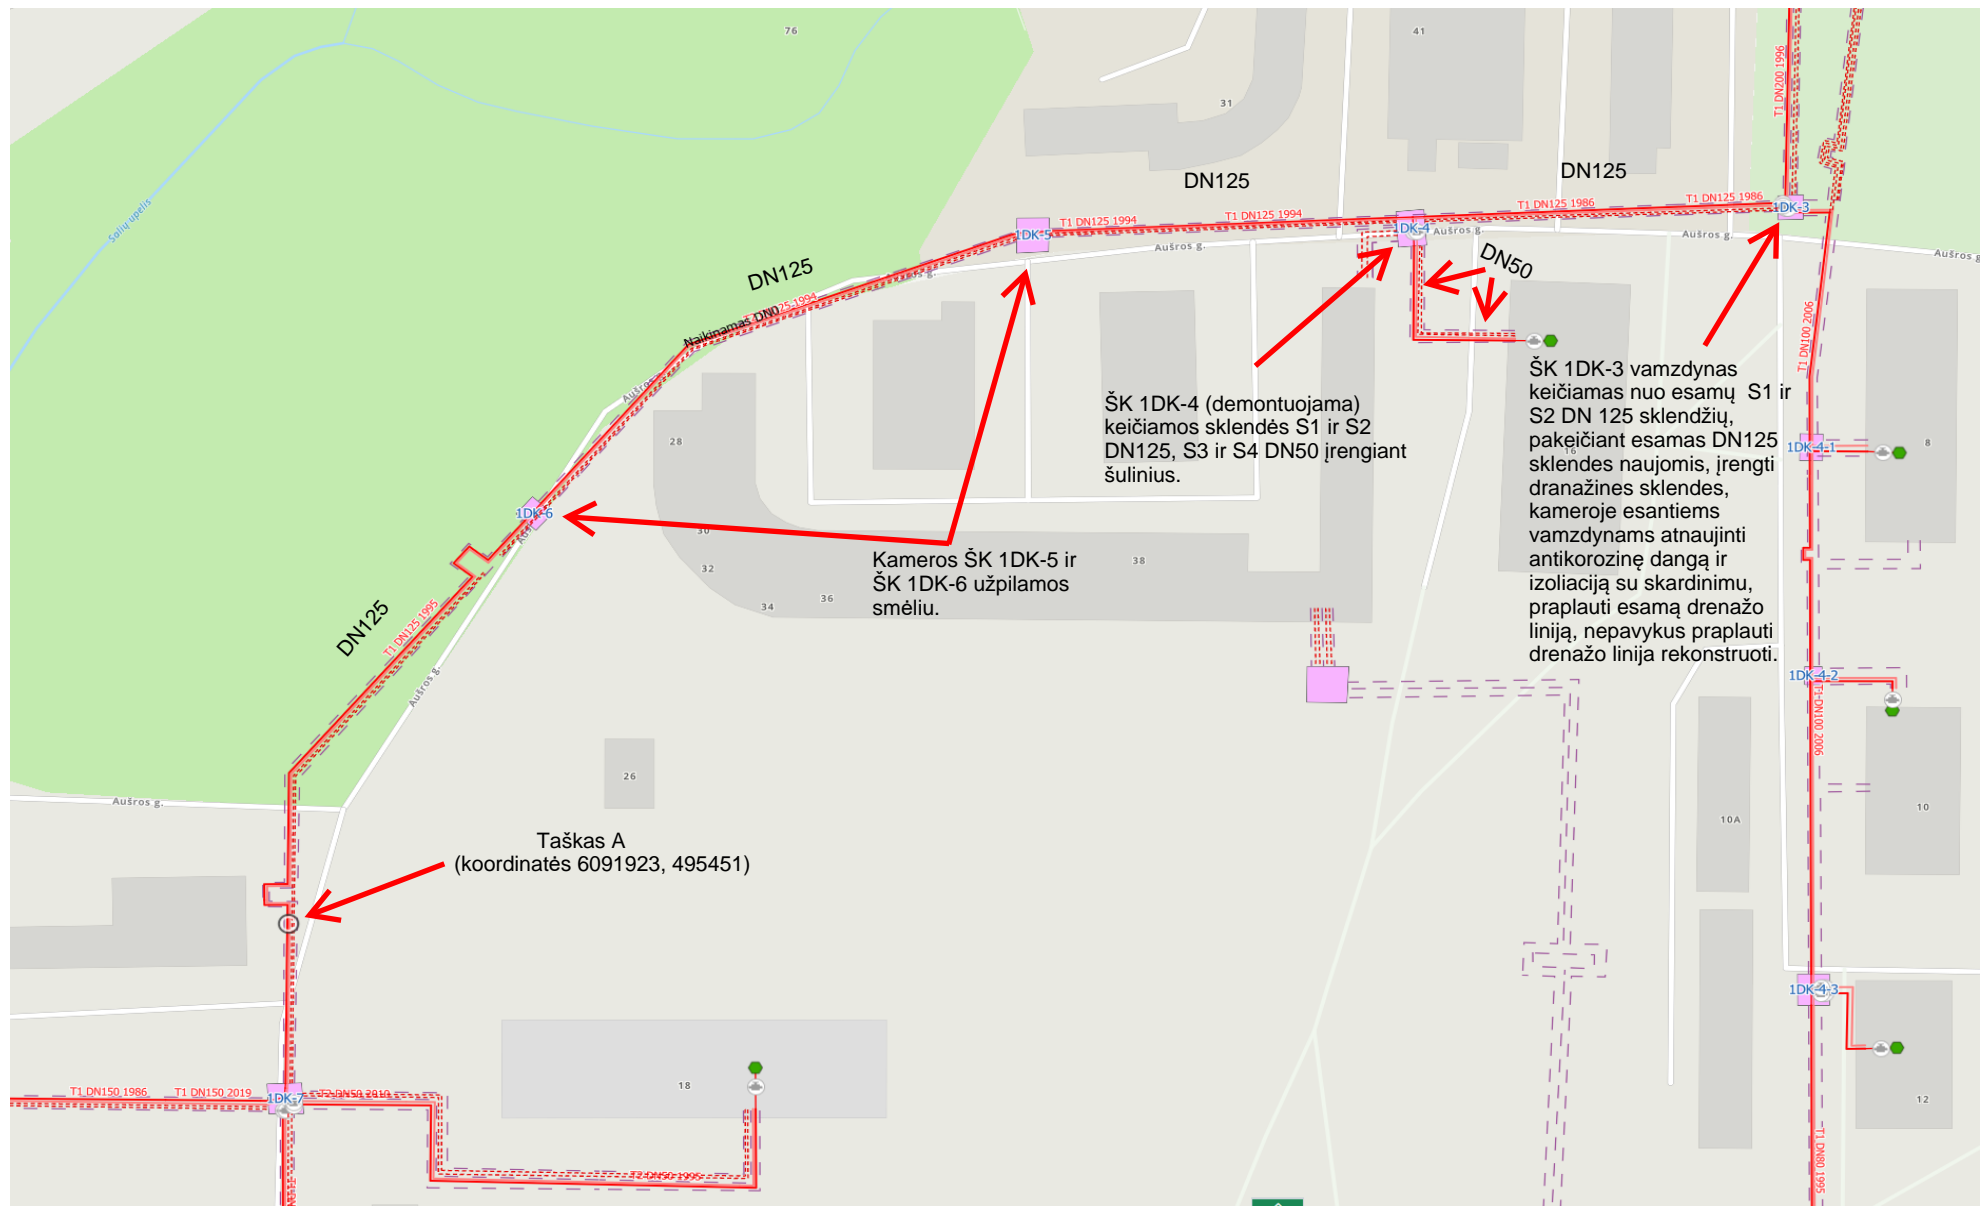 76
41
31
T1 DN200 1996
Salių upelis
DN125
DN125
T1 DN125 1994
T1 DN125 1994
T1 DN125 1986
T1 DN125 1986
1DK-3
1DK-5
1DK-4
Aušros g.
Aušros g.
Aušros g.
Aušros g.
DN125
DN50
Naikinamas DN0
T1 DN100 2006
ŠK 1DK-3 vamzdynas
keičiamas nuo esamų  S1 ir
S2 DN 125 sklendžių,
pakeičiant esamas DN125
sklendes naujomis, įrengti
dranažines sklendes,
kameroje esantiems
vamzdynams atnaujinti
antikorozinę dangą ir
izoliaciją su skardinimu,
praplauti esamą drenažo
liniją, nepavykus praplauti
drenažo linija rekonstruoti.
ŠK 1DK-4 (demontuojama)
keičiamos sklendės S1 ir S2
DN125, S3 ir S4 DN50 įrengiant
šulinius.
28
16
8
1DK-4-1
1DK-6
30
32
34
36
38
Kameros ŠK 1DK-5 ir
ŠK 1DK-6 užpilamos
smėliu.
DN125
T1 DN125 1995
Aušros g.
1DK-4-2
T1 DN100 2006
26
Aušros g.
10A
10
Taškas A
(koordinatės 6091923, 495451)
1DK-4-3
T1 DN150 1986
T1 DN150 2019
1DK-7
T2 DN50 2019
18
12
T2 DN50 1995
T1 DN80 1995